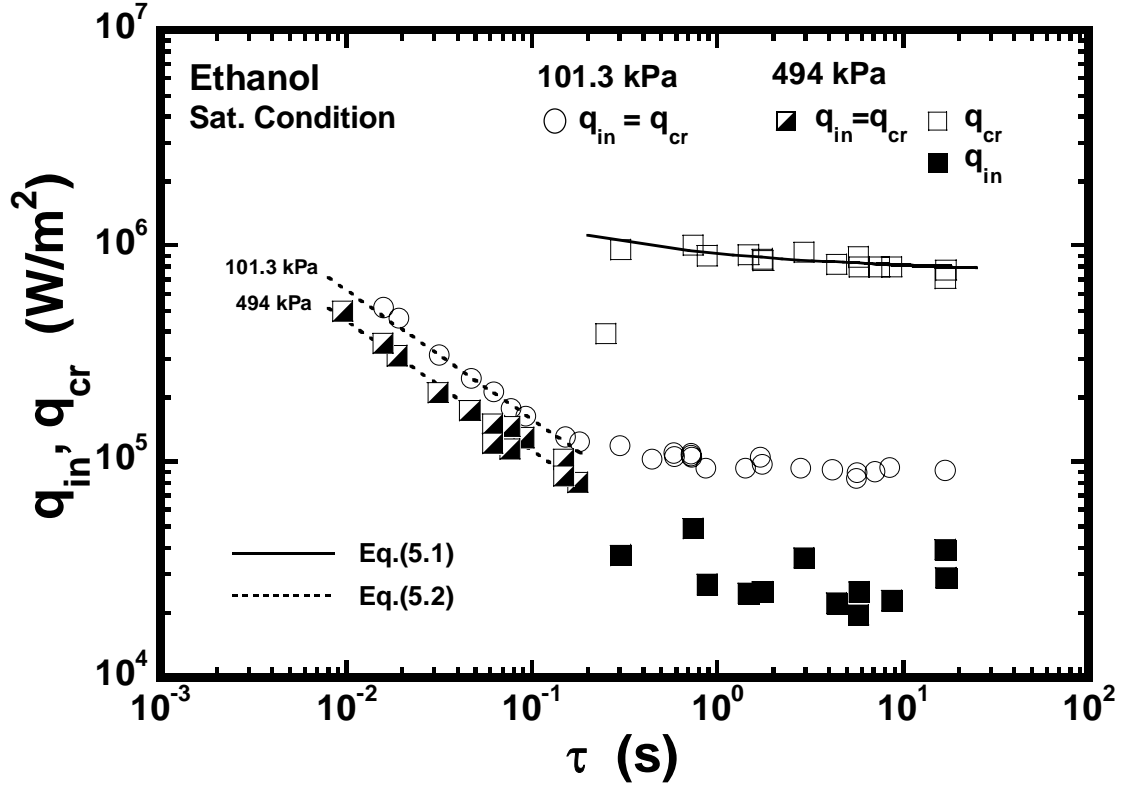 10^7
Ethanol 101.3 kPa 494 kPa
Sat. Condition q_in = q_cr q_in=q_cr q_cr
q_in
10^6
101.3 kPa
494 kPa
10^5
Eq.(5.1)
Eq.(5.2)
10^4
10^-3 10^-2 10^-1 10^0 10^1 10^2
τ (s)
q_in, q_cr (W/m^2)